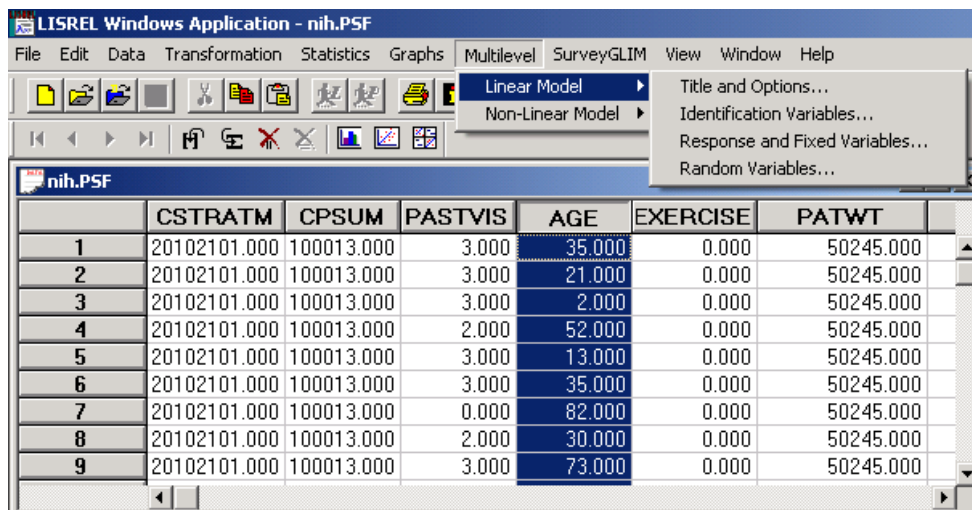 LISREL Windows Application - nih.PSF
File Edit Data Transformation Statistics Graphs Multilevel SurveyGLIM View Window Help
Linear Model
Non-Linear Model
Title and Options...
Identification Variables...
Response and Fixed Variables...
Random Variables...
nih.PSF
CSTRATM CPSUM PASTVIS AGE EXERCISE PATWT
1 20102101.000 100013.000 3.000 35.000 0.000 50245.000
2 20102101.000 100013.000 3.000 21.000 0.000 50245.000
3 20102101.000 100013.000 3.000 2.000 0.000 50245.000
4 20102101.000 100013.000 2.000 52.000 0.000 50245.000
5 20102101.000 100013.000 3.000 13.000 0.000 50245.000
6 20102101.000 100013.000 3.000 35.000 0.000 50245.000
7 20102101.000 100013.000 0.000 82.000 0.000 50245.000
8 20102101.000 100013.000 2.000 30.000 0.000 50245.000
9 20102101.000 100013.000 3.000 73.000 0.000 50245.000